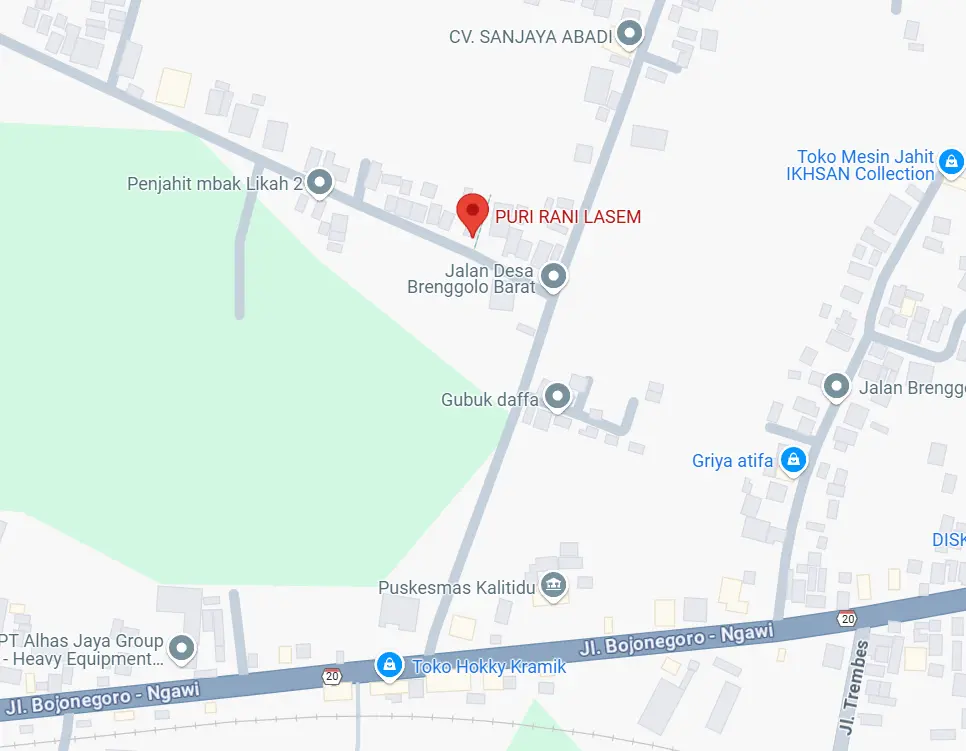 CV. SANJAYA ABADI
Toko Mesin Jahit
IKHSAN Collection
Penjahit mbak Likah 2
PURI RANI LASEM
Jalan Desa
Brenggolo Barat
Jalan Brengg
Gubuk daffa
Griya atifa
DISK
Puskesmas Kalitidu
Jl. Bojonegoro - Ngawi
20
PT Alhas Jaya Group
- Heavy Equipment...
20
Toko Hokky Kramik
Jl. Bojonegoro - Ngawi
Jl. Trembes